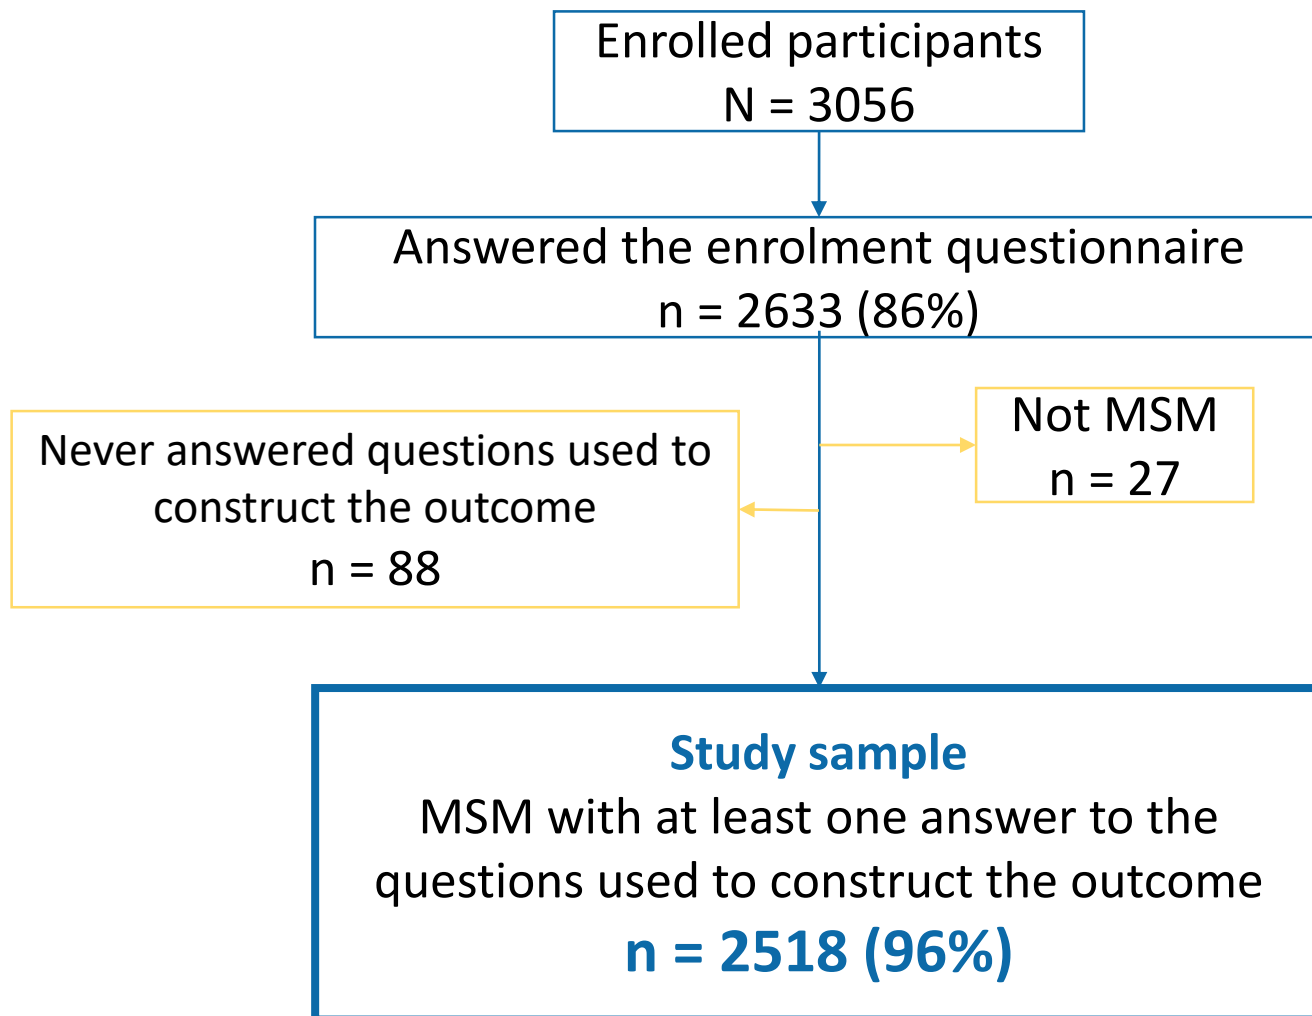 Enrolled participants
N = 3056
Answered the enrolment questionnaire
n = 2633 (86%)
Not MSM
n = 27
Never answered questions used to
construct the outcome
n = 88
Study sample
MSM with at least one answer to the
questions used to construct the outcome
n = 2518 (96%)